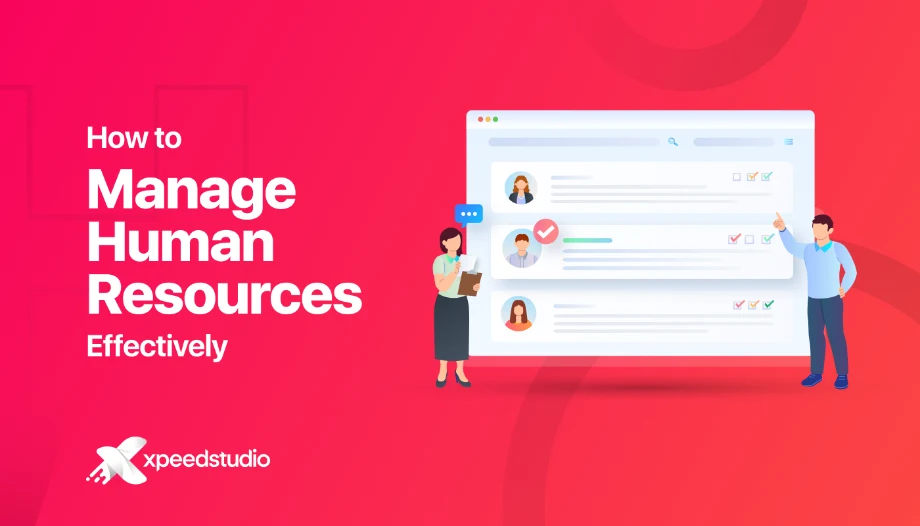 How to
Manage
Human
Resources
Effectively
xpeedstudio